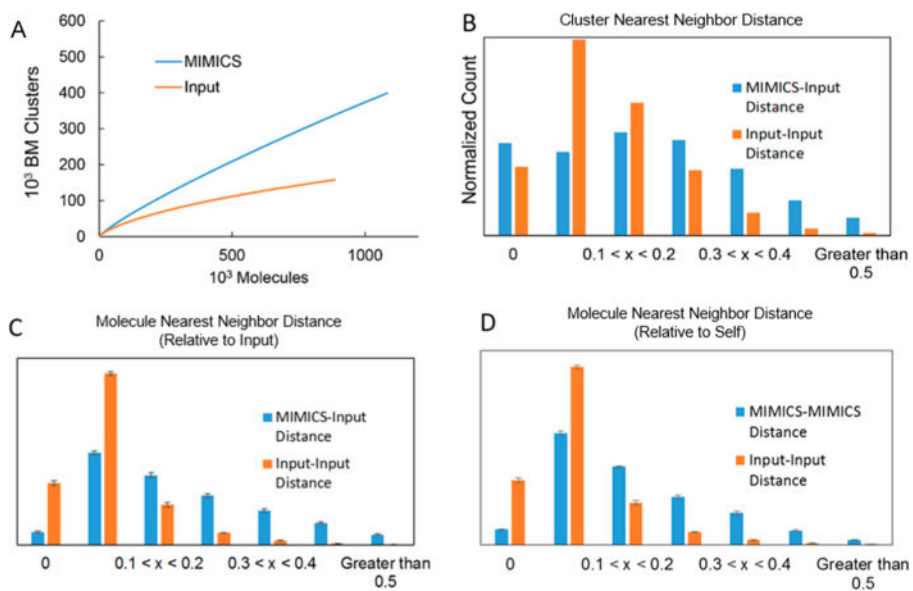 A
600
500
400
300
200
100
0
10³ BM Clusters
MIMICS
Input
0
500
1000
10³ Molecules
B
Cluster Nearest Neighbor Distance
Normalized Count
MIMICS-Input
Distance
Input-Input
Distance
0
0.1 < x < 0.2
0.3 < x < 0.4
Greater than
0.5
C
Molecule Nearest Neighbor Distance
(Relative to Input)
MIMICS-Input
Distance
Input-Input
Distance
0
0.1 < x < 0.2
0.3 < x < 0.4
Greater than
0.5
D
Molecule Nearest Neighbor Distance
(Relative to Self)
MIMICS-MIMICS
Distance
Input-Input
Distance
0
0.1 < x < 0.2
0.3 < x < 0.4
Greater than
0.5